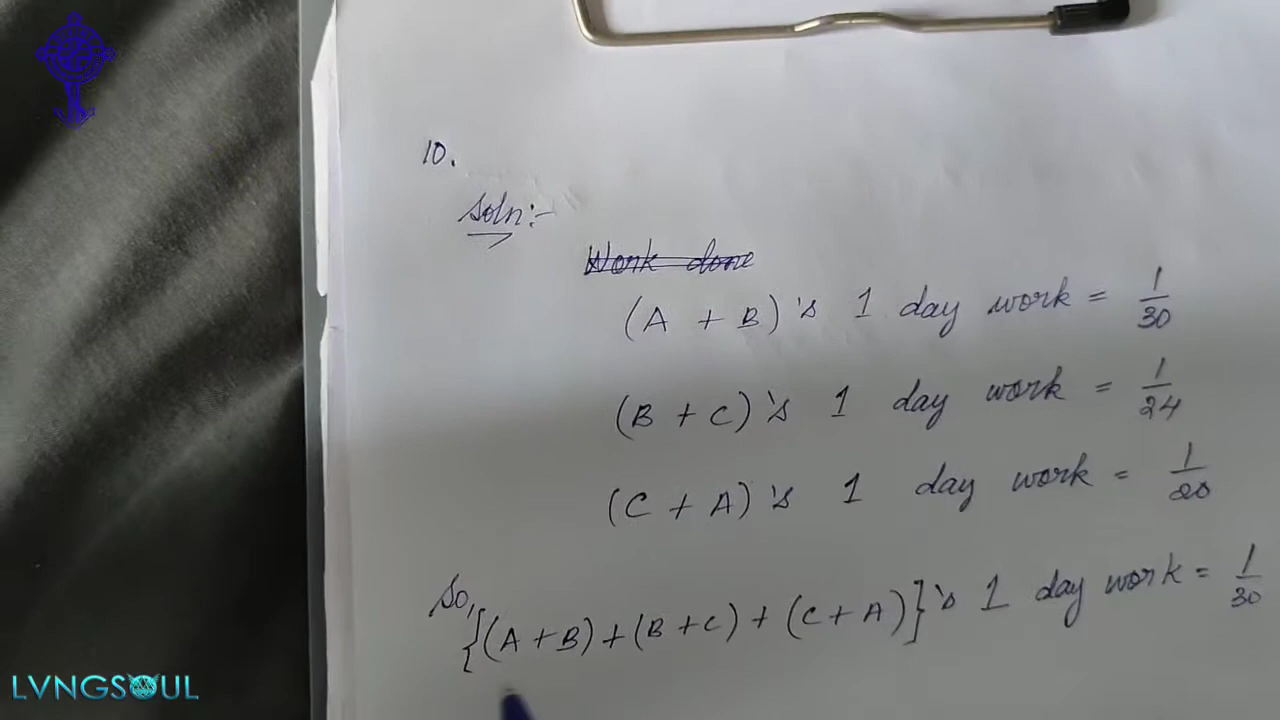 10.
Soln:-
Work done
(A + B)'s 1 day work = 1/30
(B + C)'s 1 day work = 1/24
(C + A)'s 1 day work = 1/20
So, {(A + B) + (B + C) + (C + A)}'s 1 day work = 1/30
LVNGSOUL